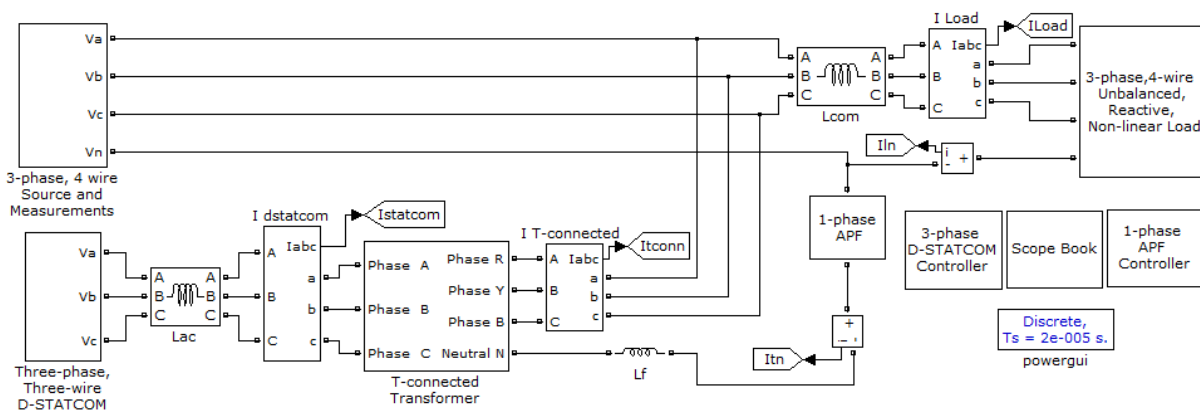 Va
Vb
Vc
Vn
3-phase, 4 wire
Source and
Measurements
A
B
C
A
B
C
Lcom
I Load
A
B
C
Iabc
a
b
c
ILoad
3-phase,4-wire
Unbalanced,
Reactive,
Non-linear Load
Iln
i
-
+
Va
Vb
Vc
Three-phase,
Three-wire
D-STATCOM
A
B
C
A
B
C
Lac
I dstatcom
A
B
C
Iabc
a
b
c
Istatcom
Phase A
Phase B
Phase C
Phase R
Phase Y
Phase B
Neutral N
T-connected
Transformer
I T-connected
A
B
C
Iabc
a
b
c
Itconn
Lf
1-phase
APF
+
-
i
Itn
3-phase
D-STATCOM
Controller
Scope Book
1-phase
APF
Controller
Discrete,
Ts = 2e-005 s.
powergui